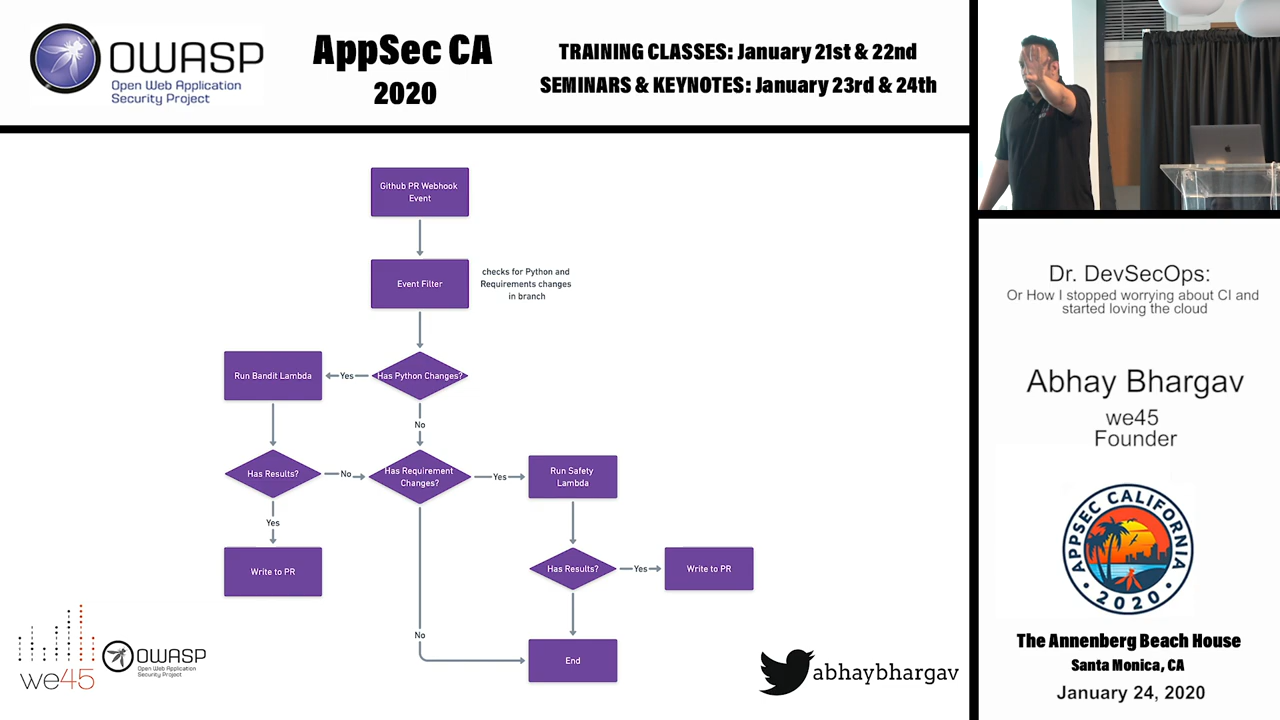 OWASP
Open Web Application
Security Project
AppSec CA
2020
TRAINING CLASSES: January 21st & 22nd
SEMINARS & KEYNOTES: January 23rd & 24th
Github PR Webhook
Event
Event Filter
checks for Python and
Requirements changes
in branch
Run Bandit Lambda
Yes
Has Python Changes?
No
Has Results?
No
Has Requirement
Changes?
Yes
Run Safety
Lambda
Yes
Write to PR
Has Results?
Yes
Write to PR
No
End
we45
OWASP
Open Web Application
Security Project
abhaybhargav
Dr. DevSecOps:
Or How I stopped worrying about CI and
started loving the cloud
Abhay Bhargav
we45
Founder
APPSEC CALIFORNIA
• 2020 •
The Annenberg Beach House
Santa Monica, CA
January 24, 2020